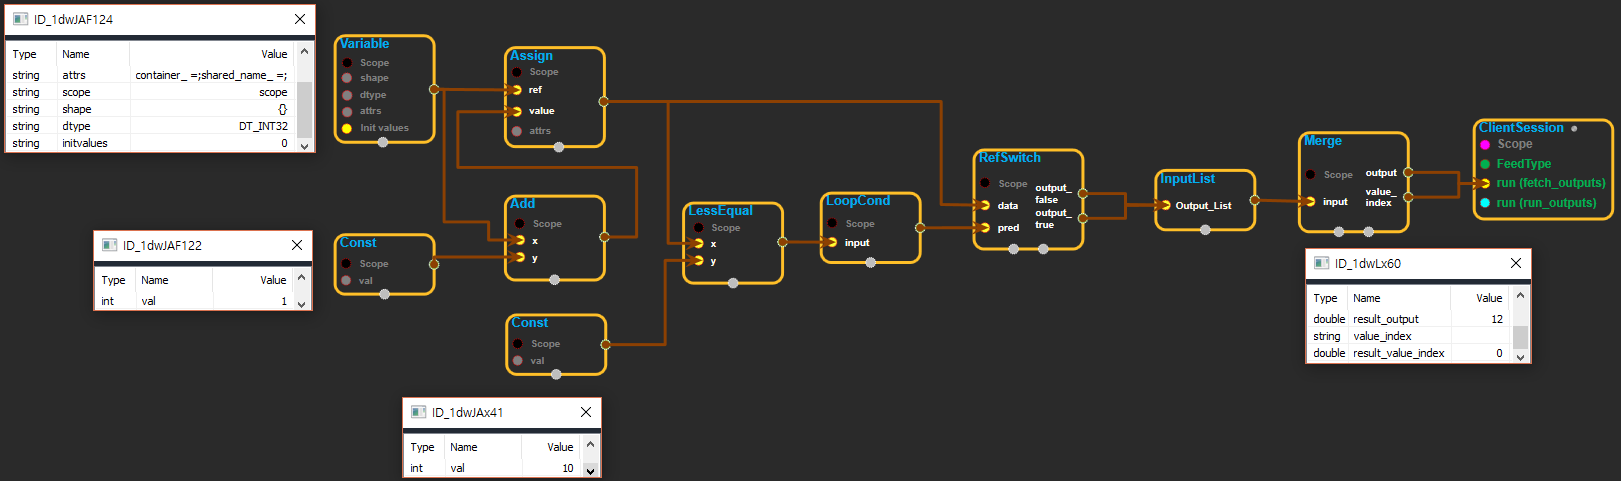 ID_1dwJAF124
Type Name Value
string attrs container_ =;shared_name_ =;
string scope scope
string shape {}
string dtype DT_INT32
string initvalues 0
Variable
Scope
shape
dtype
attrs
Init values
Assign
Scope
ref
value
attrs
ID_1dwJAF122
Type Name Value
int val 1
Const
Scope
val
Add
Scope
x
y
Const
Scope
val
ID_1dwJAx41
Type Name Value
int val 10
LessEqual
Scope
x
y
LoopCond
Scope
input
RefSwitch
Scope
data
pred
output_
false
output_
true
InputList
Output_List
Merge
Scope
input
output
value_
index
ClientSession
Scope
FeedType
run (fetch_outputs)
run (run_outputs)
ID_1dwLx60
Type Name Value
double result_output 12
string value_index
double result_value_index 0